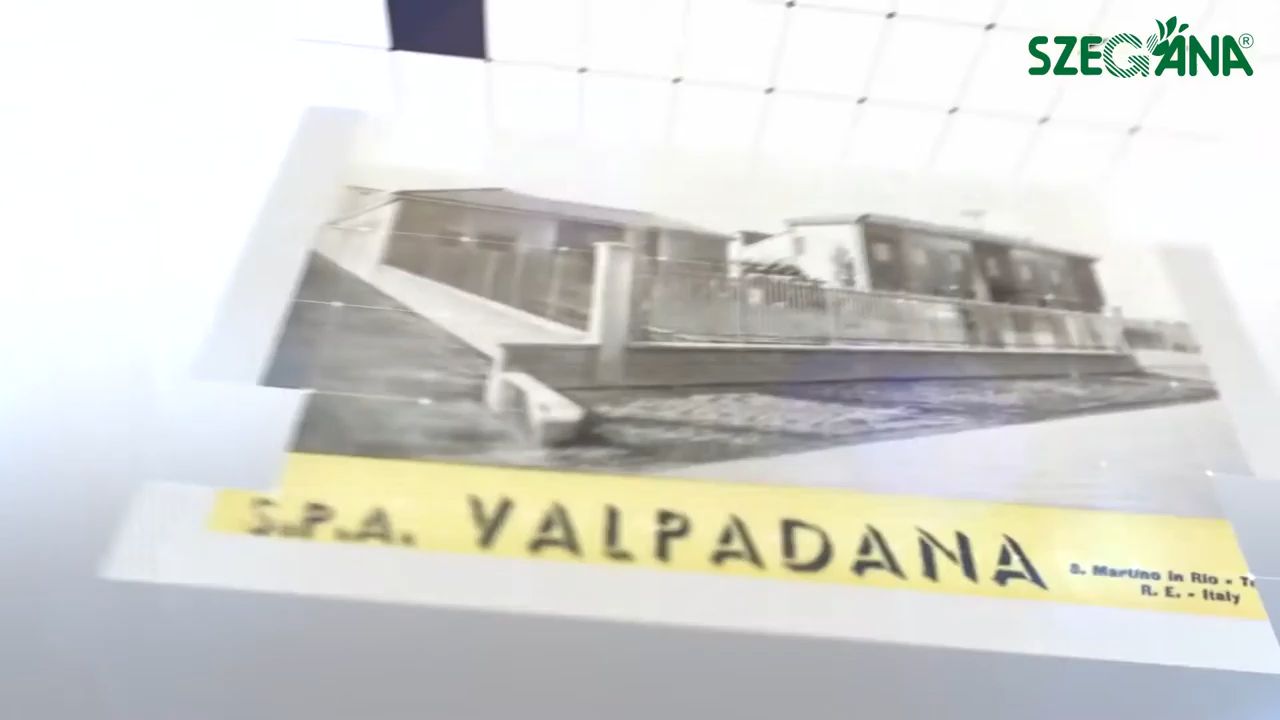 SZEGÁNA®
S.P.A. VALPADANA
S. Martino in Rio -
R. E. - Italy